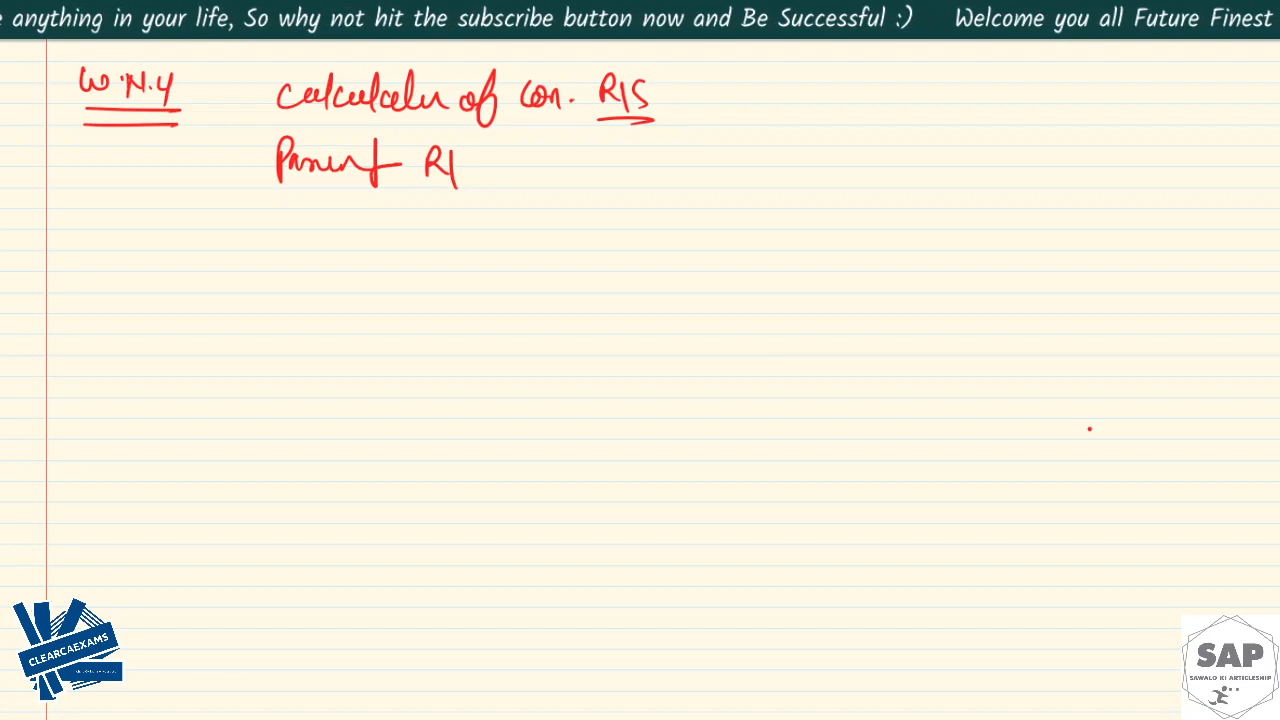 e anything in your life, So why not hit the subscribe button now and Be Successful :) Welcome you all Future Finest
W.N.4 Calculation of Con. R/S
Parent R/
CLEARCAEXAMS
SAP
SAWALO KI ARTICLESHIP